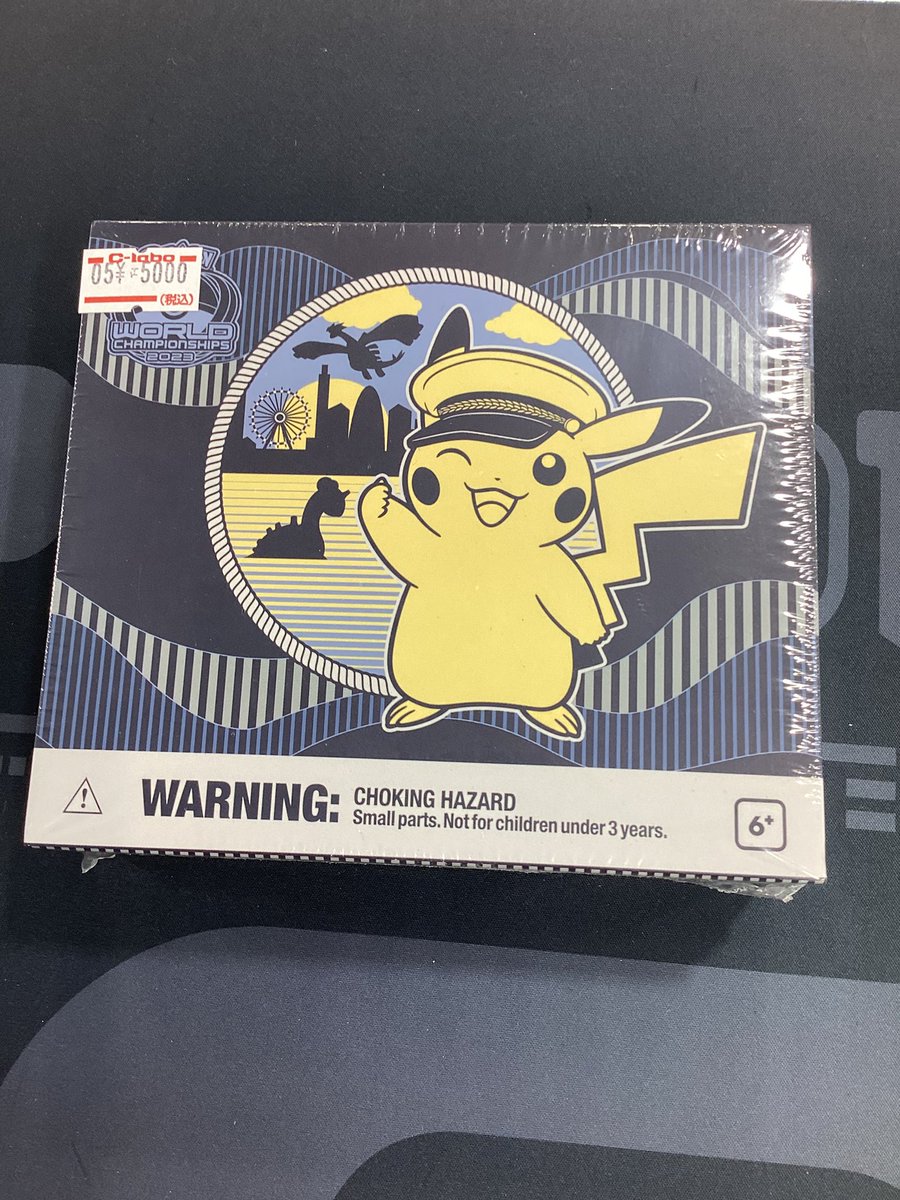 C-labo
05¥ 5000
(税込)
WORLD
CHAMPIONSHIPS
2023
WARNING:
CHOKING HAZARD
Small parts. Not for children under 3 years.
6+